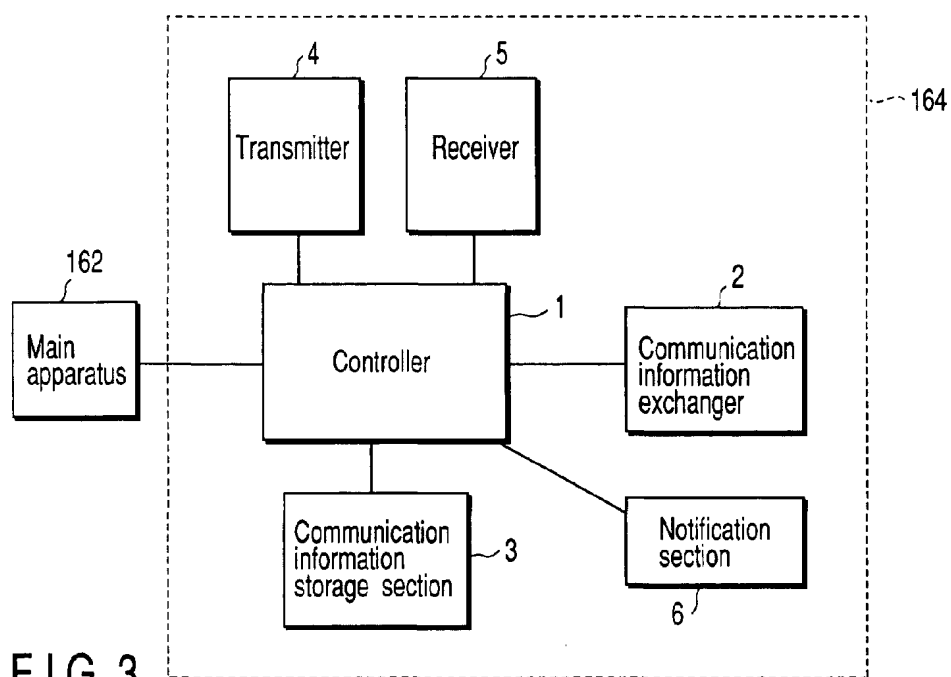 4
5
164
Transmitter
Receiver
162
1
2
Main
apparatus
Controller
Communication
information
exchanger
Communication
information
storage section
3
Notification
section
6
FIG. 3